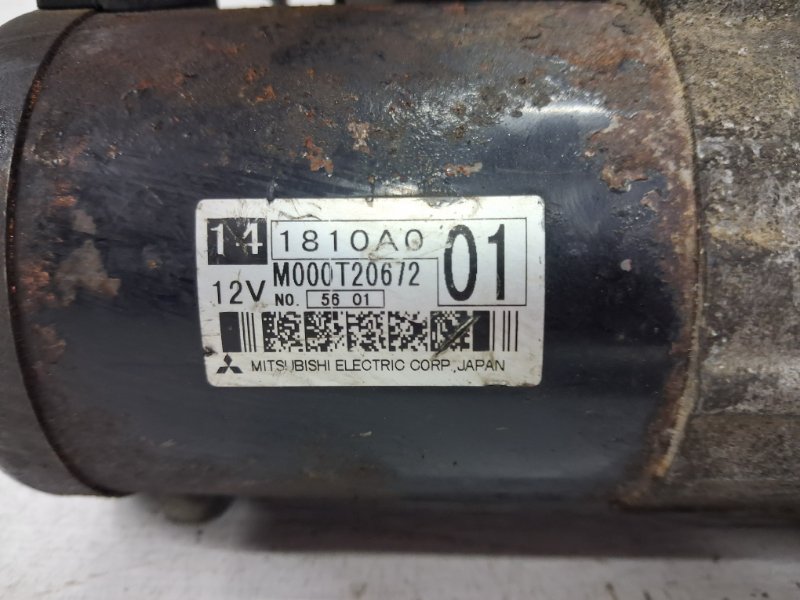 14 1810A0 01
12V M000T20672
NO. 56 01
MITSUBISHI ELECTRIC CORP., JAPAN